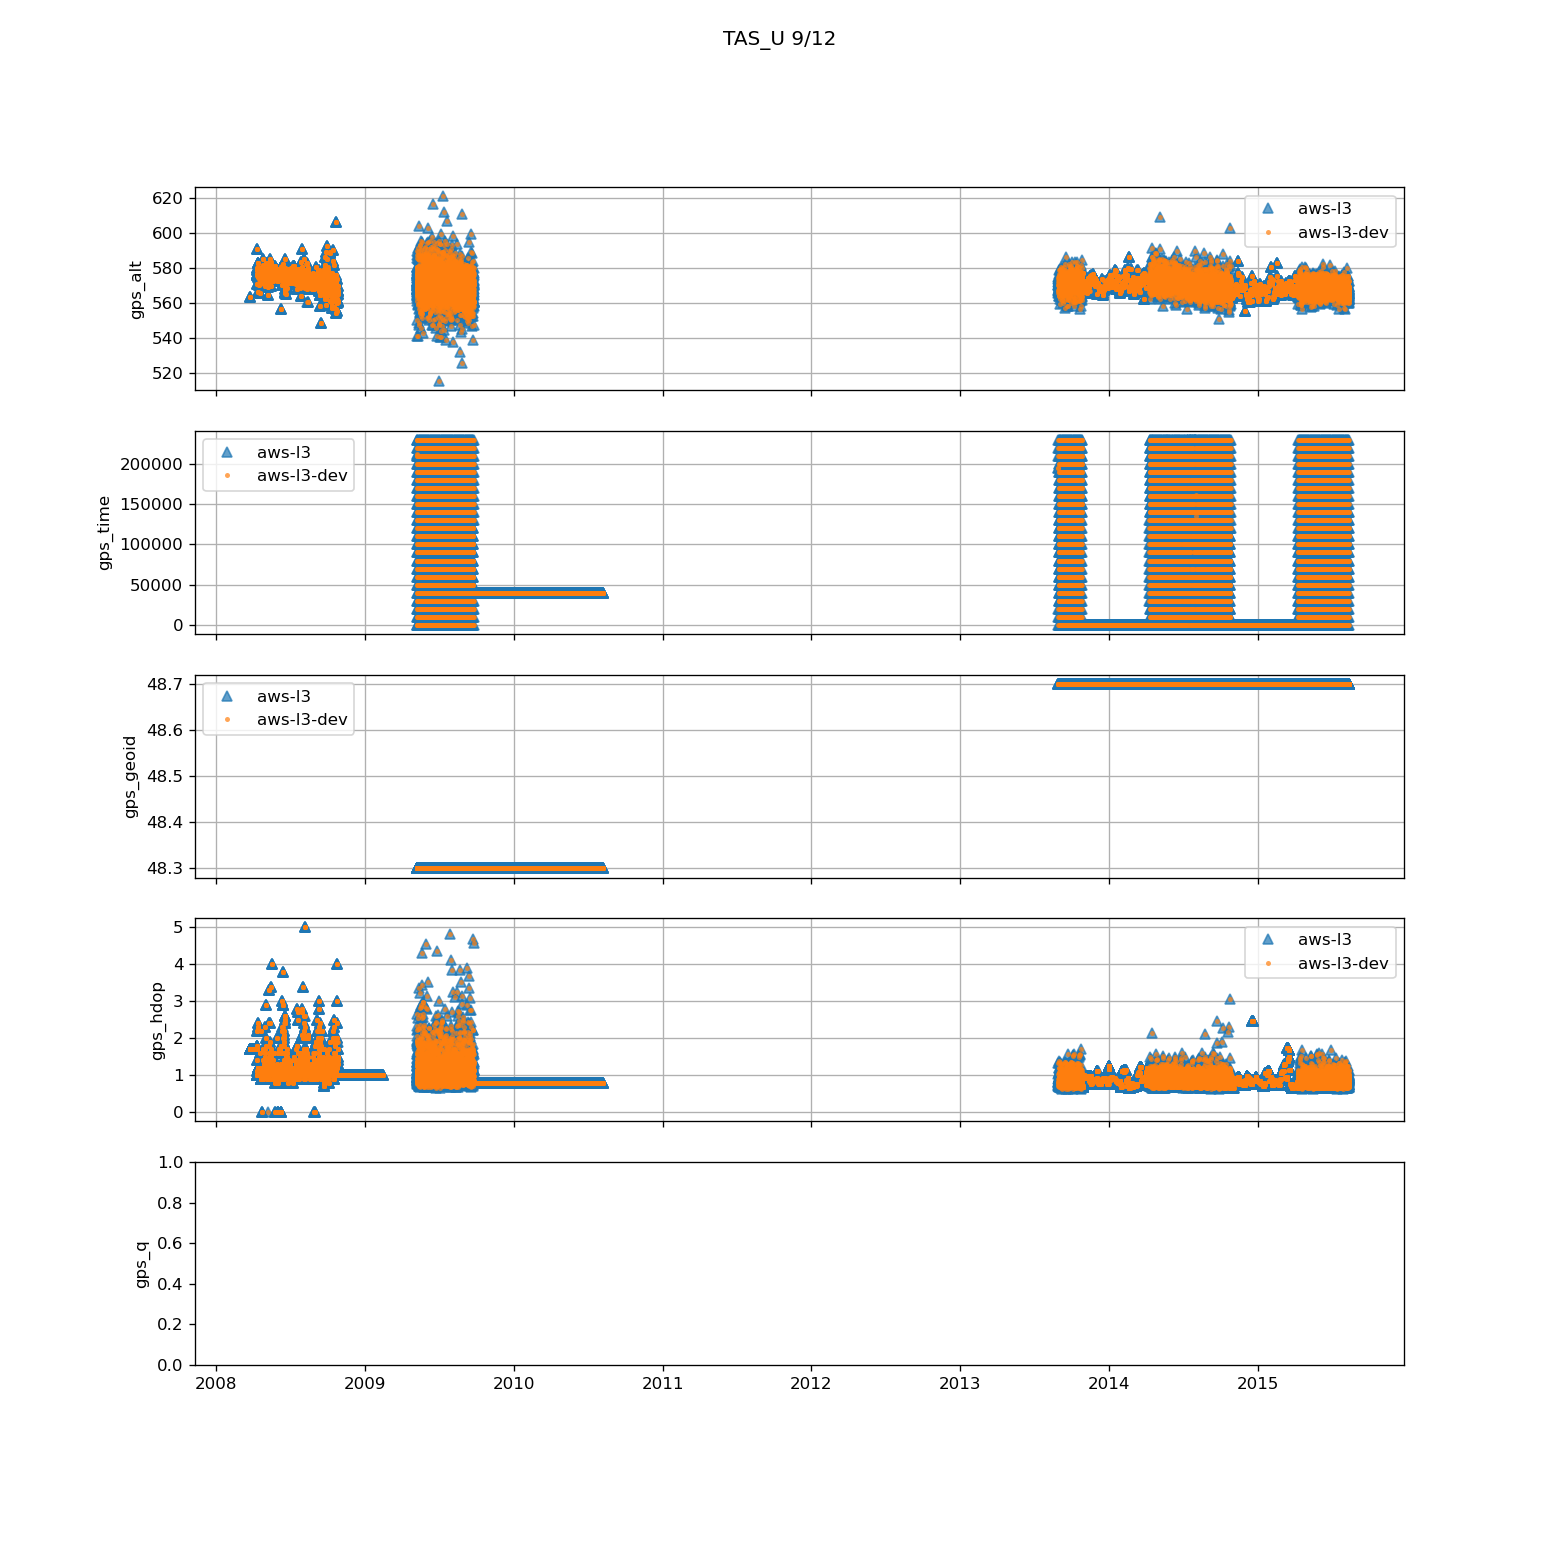 TAS_U 9/12
620
600
580
560
540
520
gps_alt
aws-l3
aws-l3-dev
200000
150000
100000
50000
0
gps_time
aws-l3
aws-l3-dev
48.7
48.6
48.5
48.4
48.3
gps_geoid
aws-l3
aws-l3-dev
5
4
3
2
1
0
gps_hdop
aws-l3
aws-l3-dev
1.0
0.8
0.6
0.4
0.2
0.0
gps_q
2008 2009 2010 2011 2012 2013 2014 2015